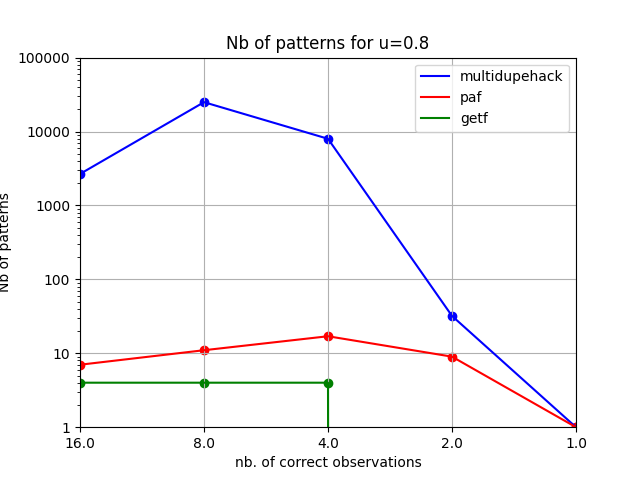 Nb of patterns for u=0.8
100000
10000
1000
100
10
1
Nb of patterns
multidupehack
paf
getf
16.0 8.0 4.0 2.0 1.0
nb. of correct observations